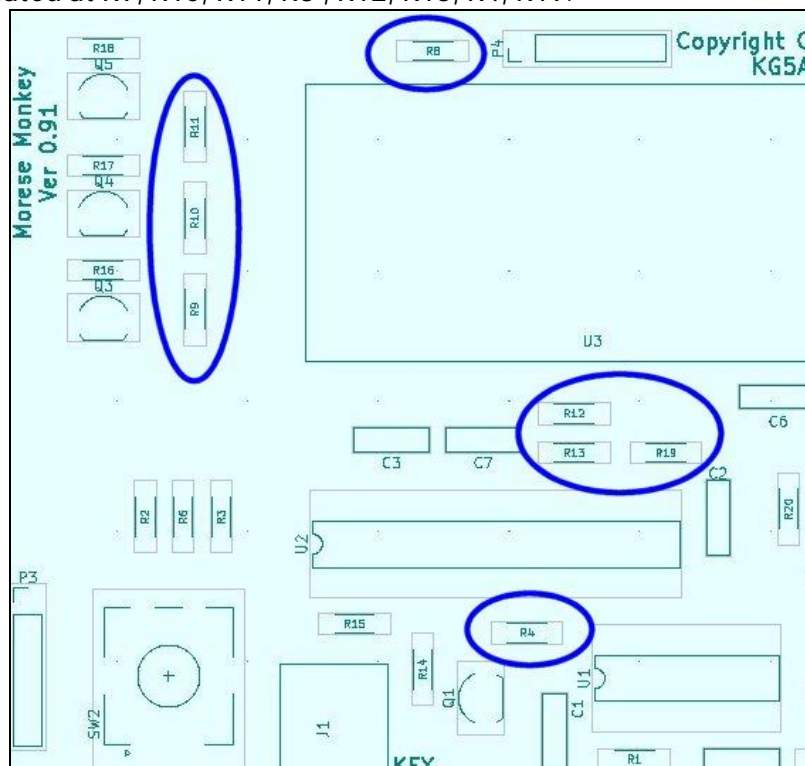 R18
Q5
R11
R8
P4
Copyright
KG5A
Morese Monkey
Ver 0.91
R17
Q4
R10
R16
Q3
R9
U3
R12
C6
C3
C7
R13
R19
C2
R2
R6
R3
U2
R20
P3
R15
R4
R14
Q1
U1
C1
SW2
J1
R1
KEY